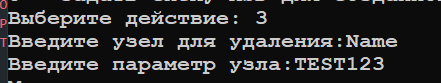 Выберите действие: 3
Введите узел для удаления:Name
Введите параметр узла:TEST123